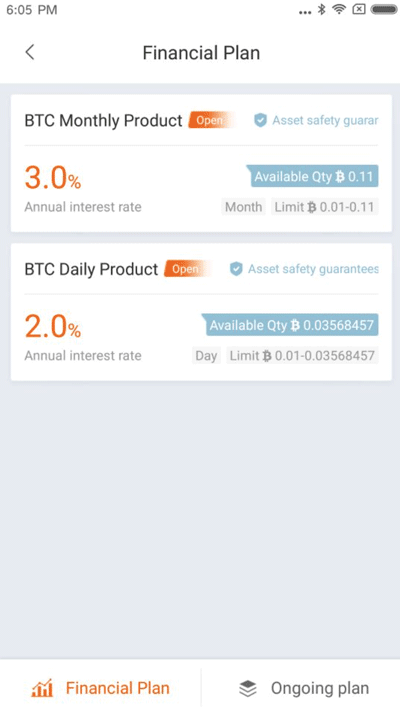 6:05 PM
Financial Plan
BTC Monthly Product Open Asset safety guarar
3.0% Available Qty ₿ 0.11
Annual interest rate Month Limit ₿ 0.01-0.11
BTC Daily Product Open Asset safety guarantees
2.0% Available Qty ₿ 0.03568457
Annual interest rate Day Limit ₿ 0.01-0.03568457
Financial Plan Ongoing plan